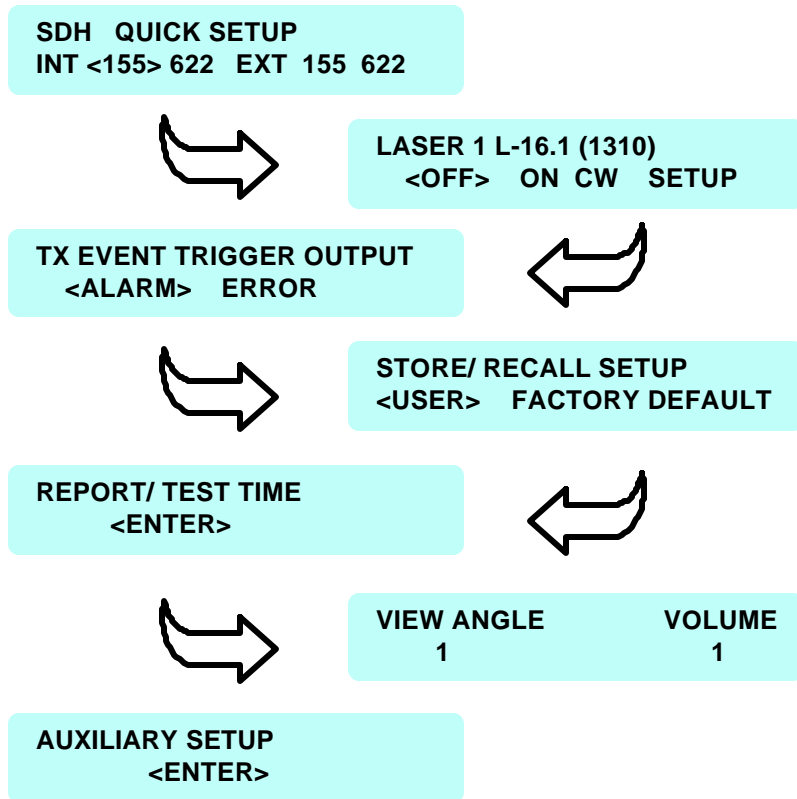 SDH QUICK SETUP
INT <155> 622 EXT 155 622
LASER 1 L-16.1 (1310)
<OFF> ON CW SETUP
TX EVENT TRIGGER OUTPUT
<ALARM> ERROR
STORE/ RECALL SETUP
<USER> FACTORY DEFAULT
REPORT/ TEST TIME
<ENTER>
VIEW ANGLE VOLUME
1 1
AUXILIARY SETUP
<ENTER>